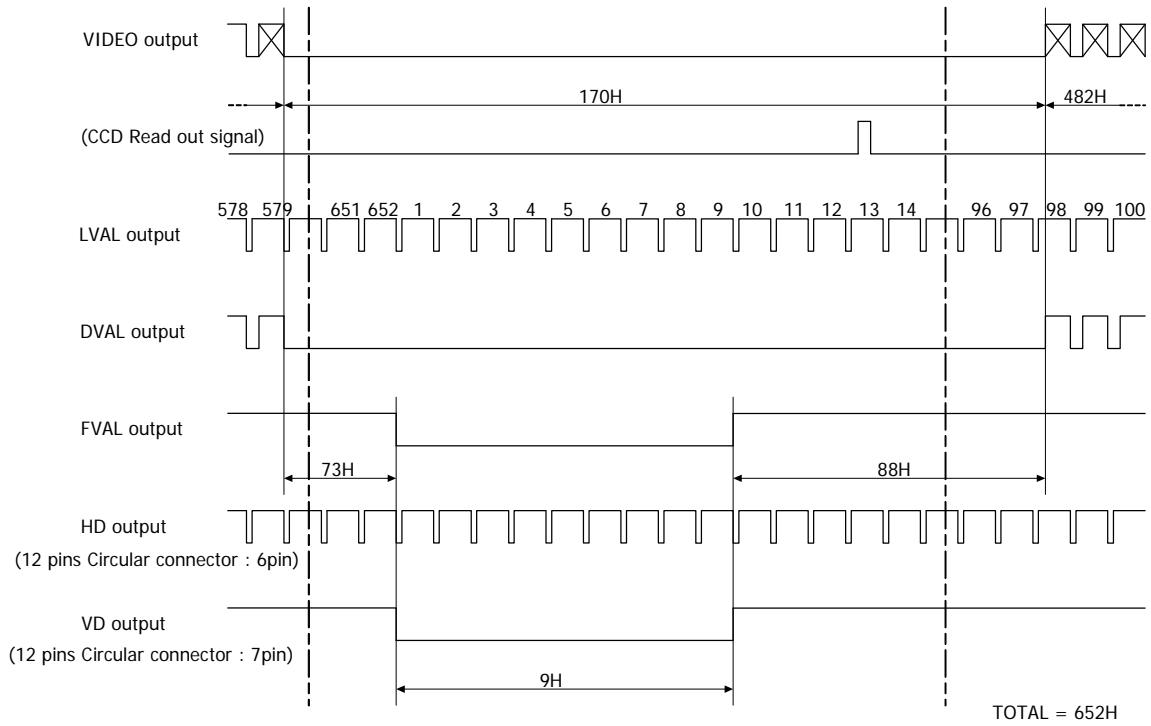 VIDEO output
170H
482H
(CCD Read out signal)
578 579 651 652 1 2 3 4 5 6 7 8 9 10 11 12 13 14 96 97 98 99 100
LVAL output
DVAL output
FVAL output
73H
88H
HD output
(12 pins Circular connector : 6pin)
VD output
(12 pins Circular connector : 7pin)
9H
TOTAL = 652H